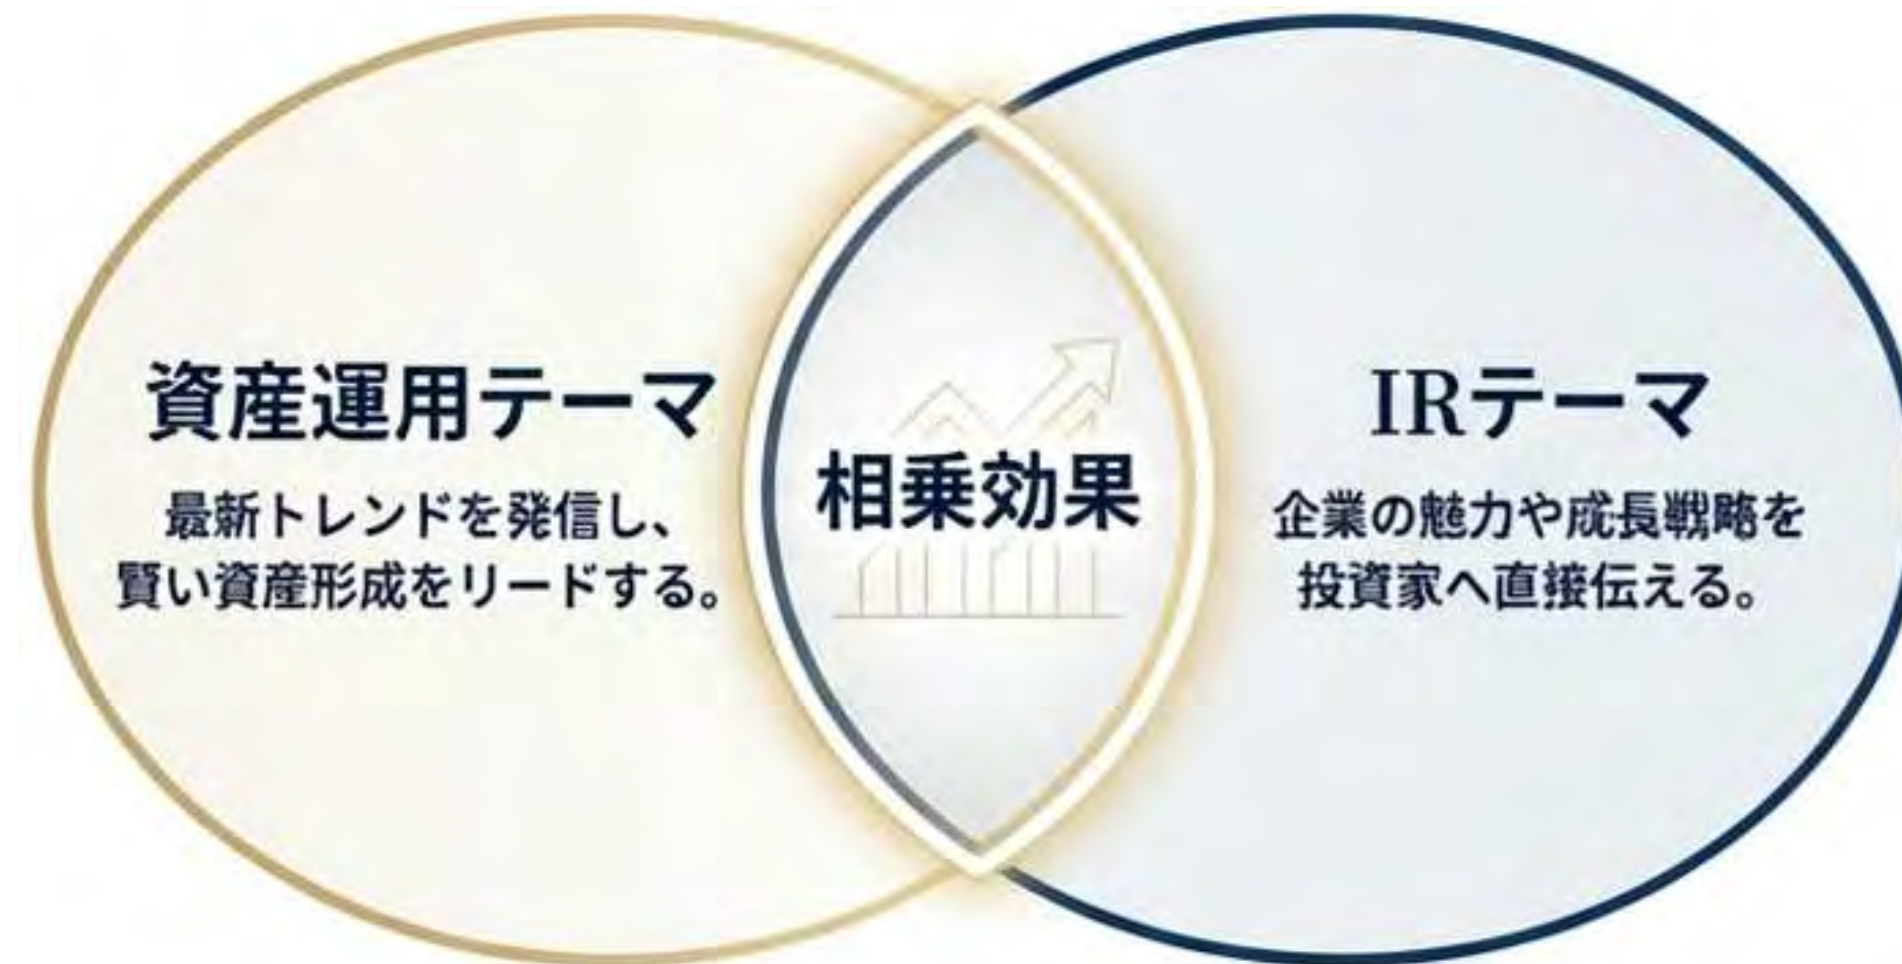 資産運用テーマ
最新トレンドを発信し、
賢い資産形成をリードする。
相乗効果
IRテーマ
企業の魅力や成長戦略を
投資家へ直接伝える。